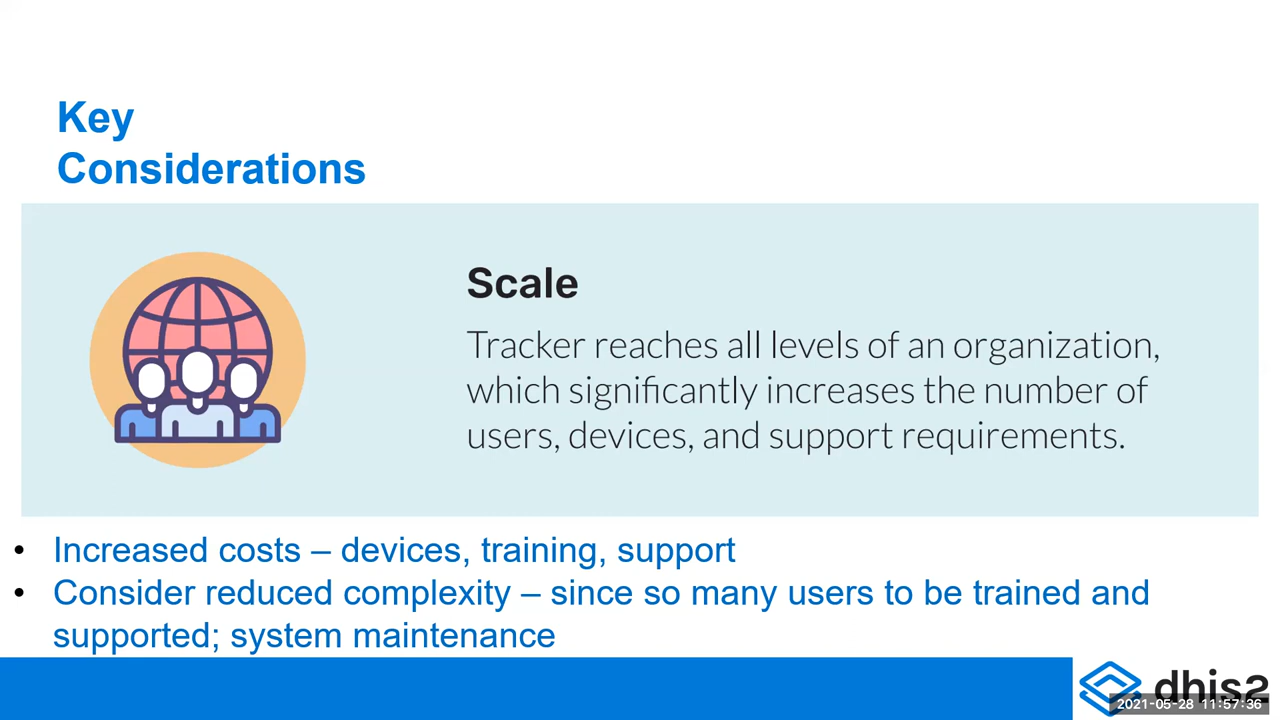 Key
Considerations
Scale
Tracker reaches all levels of an organization,
which significantly increases the number of
users, devices, and support requirements.
• Increased costs – devices, training, support
• Consider reduced complexity – since so many users to be trained and
supported; system maintenance
dhis2
2021-05-28 11:57:36